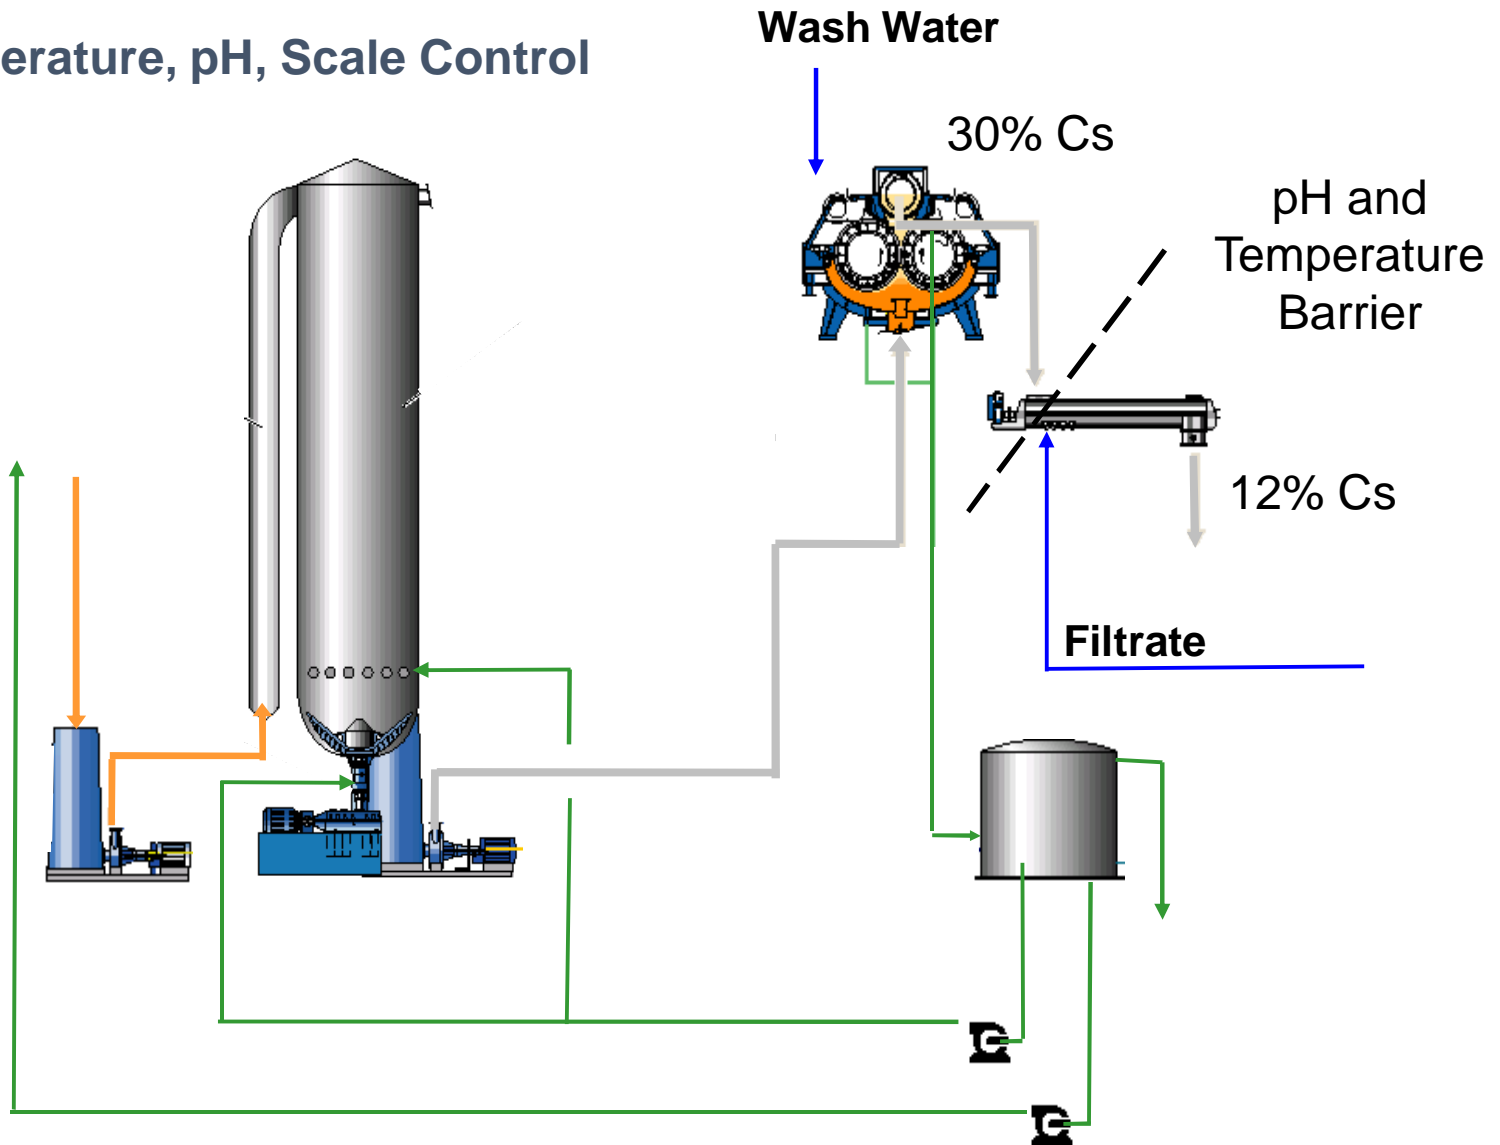 erature, pH, Scale Control
Wash Water
30% Cs
pH and
Temperature
Barrier
12% Cs
Filtrate